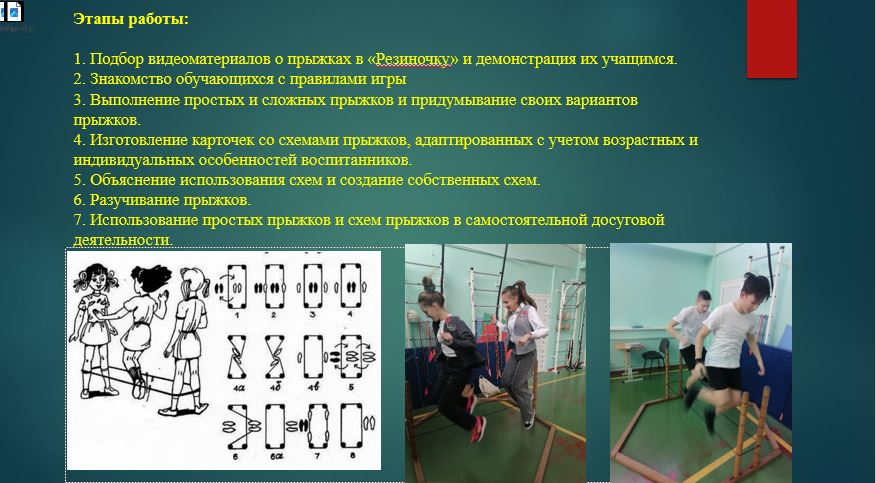 Этапы работы:
1. Подбор видеоматериалов о прыжках в «Резиночку» и демонстрация их учащимся.
2. Знакомство обучающихся с правилами игры
3. Выполнение простых и сложных прыжков и придумывание своих вариантов
прыжков.
4. Изготовление карточек со схемами прыжков, адаптированных с учетом возрастных и
индивидуальных особенностей воспитанников.
5. Объяснение использования схем и создание собственных схем.
6. Разучивание прыжков.
7. Использование простых прыжков и схем прыжков в самостоятельной досуговой
деятельности.
1 2 3 4
4а 4б 4в 5
6 6а 7 8